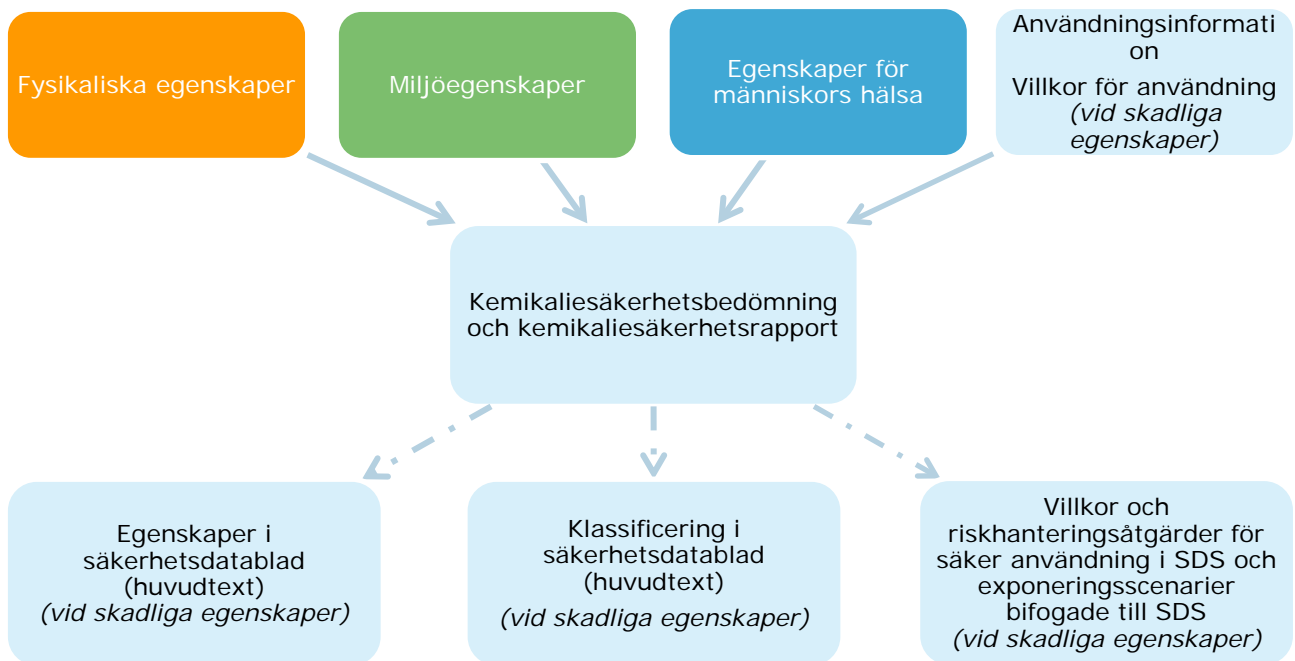 Fysikaliska egenskaper
Miljöegenskaper
Egenskaper för
människors hälsa
Användningsinformati
on
Villkor för användning
(vid skadliga
egenskaper)
Kemikaliesäkerhetsbedömning
och kemikaliesäkerhetsrapport
Egenskaper i
säkerhetsdatablad
(huvudtext)
(vid skadliga egenskaper)
Klassificering i
säkerhetsdatablad
(huvudtext)
(vid skadliga egenskaper)
Villkor och
riskhanteringsåtgärder för
säker användning i SDS och
exponeringsscenarier
bifogade till SDS
(vid skadliga egenskaper)